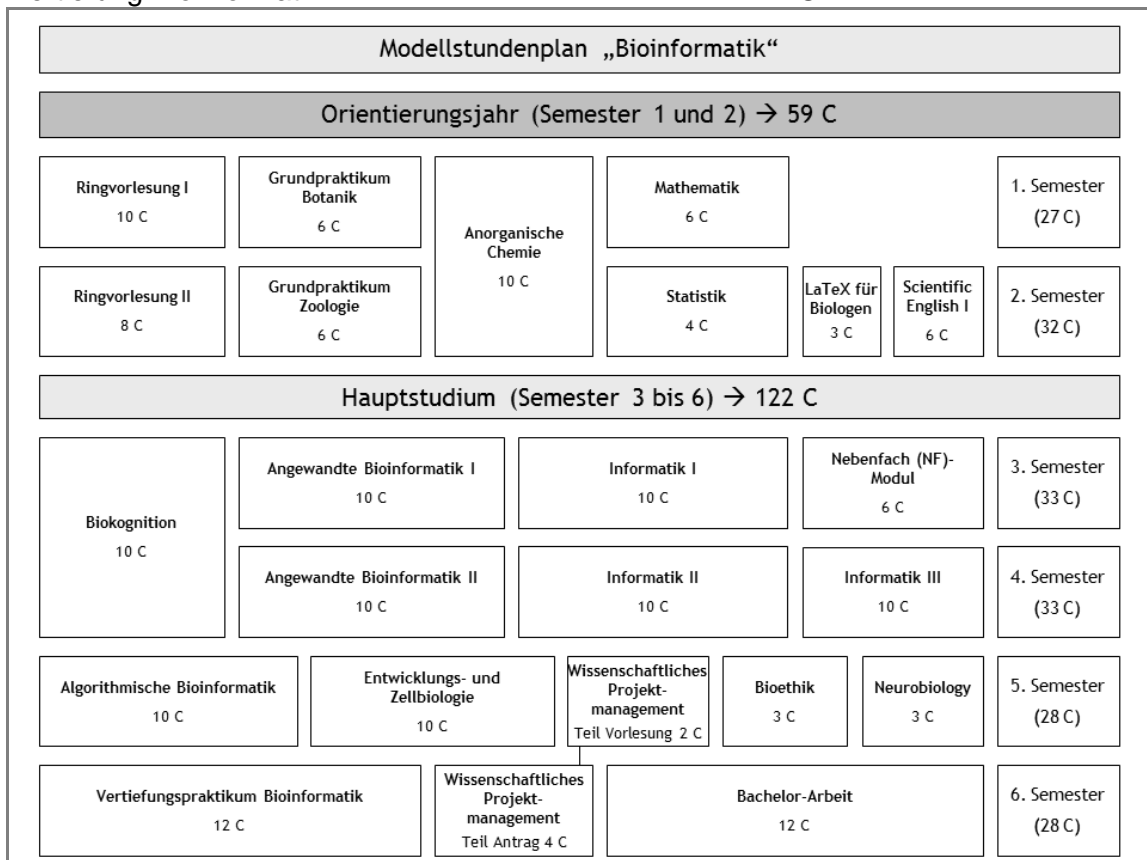 Modellstundenplan „Bioinformatik“
Orientierungsjahr (Semester 1 und 2) → 59 C
Ringvorlesung I
10 C
Grundpraktikum
Botanik
6 C
Anorganische
Chemie
10 C
Mathematik
6 C
1. Semester
(27 C)
Ringvorlesung II
8 C
Grundpraktikum
Zoologie
6 C
Statistik
4 C
LaTeX für
Biologen
3 C
Scientific
English I
6 C
2. Semester
(32 C)
Hauptstudium (Semester 3 bis 6) → 122 C
Biokognition
10 C
Angewandte Bioinformatik I
10 C
Informatik I
10 C
Nebenfach (NF)-
Modul
6 C
3. Semester
(33 C)
Angewandte Bioinformatik II
10 C
Informatik II
10 C
Informatik III
10 C
4. Semester
(33 C)
Algorithmische Bioinformatik
10 C
Entwicklungs- und
Zellbiologie
10 C
Wissenschaftliches
Projekt-
management
Teil Vorlesung 2 C
Bioethik
3 C
Neurobiology
3 C
5. Semester
(28 C)
Vertiefungspraktikum Bioinformatik
12 C
Wissenschaftliches
Projekt-
management
Teil Antrag 4 C
Bachelor-Arbeit
12 C
6. Semester
(28 C)